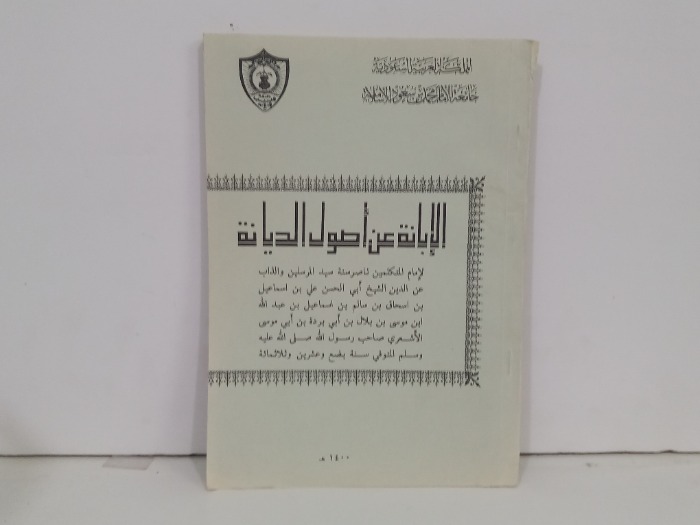 المملكة العربية السعودية
جامعة الإمام محمد بن سعود الإسلامية
الإبانة عن أصول الديانة
لإمام المتكلمين ناصر سنة سيد المرسلين والذاب
عن الدين الشيخ أبي الحسن علي بن اسماعيل
بن اسحاق بن سالم بن اسماعيل بن عبد الله
ابن موسى بن بلال بن أبي بردة بن أبي موسى
الأشعري صاحب رسول الله صلى الله عليه
وسلم المتوفي سنة بضع وعشرين وثلاثمائة
١٤٠٠ هـ